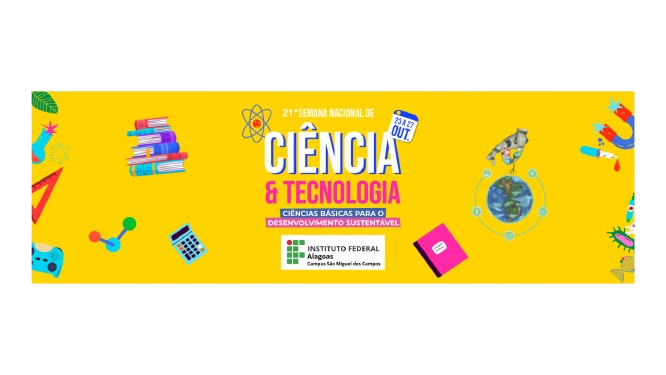 21ª SEMANA NACIONAL DE
CIÊNCIA
& TECNOLOGIA
23 A 27
OUT.
CIÊNCIAS BÁSICAS PARA O
DESENVOLVIMENTO SUSTENTÁVEL
INSTITUTO FEDERAL
Alagoas
Campus São Miguel dos Campos